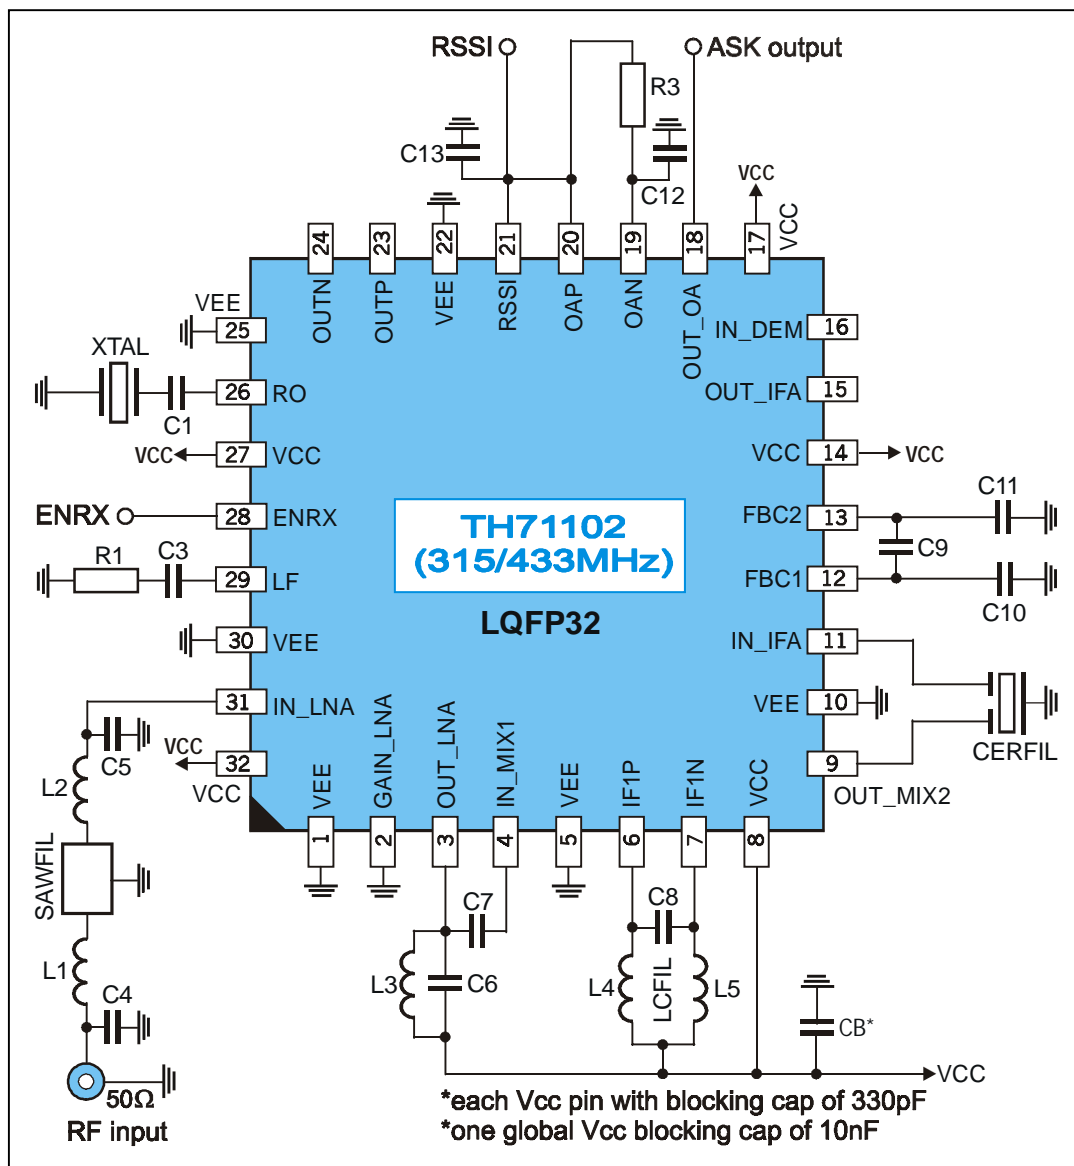 RSSI
ASK output
R3
C13
C12
VCC
VCC
24
23
22
21
20
19
18
17
OUTN
OUTP
VEE
RSSI
OAP
OAN
OUT_OA
VEE
25
XTAL
26
RO
C1
VCC
27
VCC
ENRX
28
ENRX
R1
C3
29
LF
30
VEE
31
IN_LNA
VCC
32
VCC
C5
L2
SAWFIL
L1
C4
50Ω
RF input
IN_DEM
16
OUT_IFA
15
VCC
14
VCC
FBC2
13
C11
C9
FBC1
12
C10
IN_IFA
11
VEE
10
CERFIL
9
OUT_MIX2
TH71102
(315/433MHz)
LQFP32
VEE
GAIN_LNA
OUT_LNA
IN_MIX1
VEE
IF1P
IF1N
VCC
1
2
3
4
5
6
7
8
C7
C8
L3
C6
L4
LCFIL
L5
CB*
VCC
*each Vcc pin with blocking cap of 330pF
*one global Vcc blocking cap of 10nF